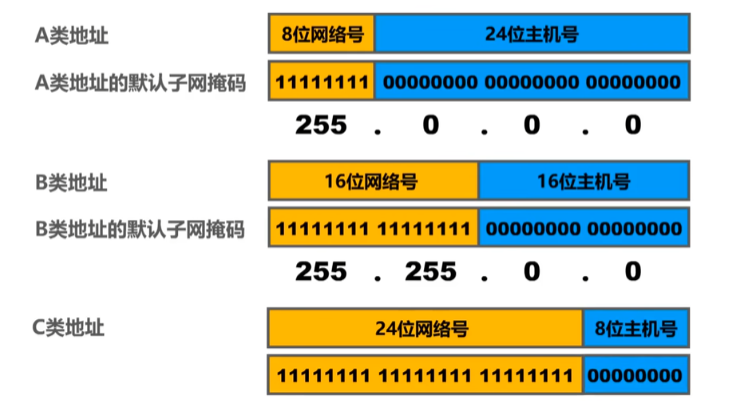 A类地址 8位网络号 24位主机号
A类地址的默认子网掩码 11111111 00000000 00000000 00000000
255 . 0 . 0 . 0
B类地址 16位网络号 16位主机号
B类地址的默认子网掩码 11111111 11111111 00000000 00000000
255 . 255 . 0 . 0
C类地址 24位网络号 8位主机号
11111111 11111111 11111111 00000000